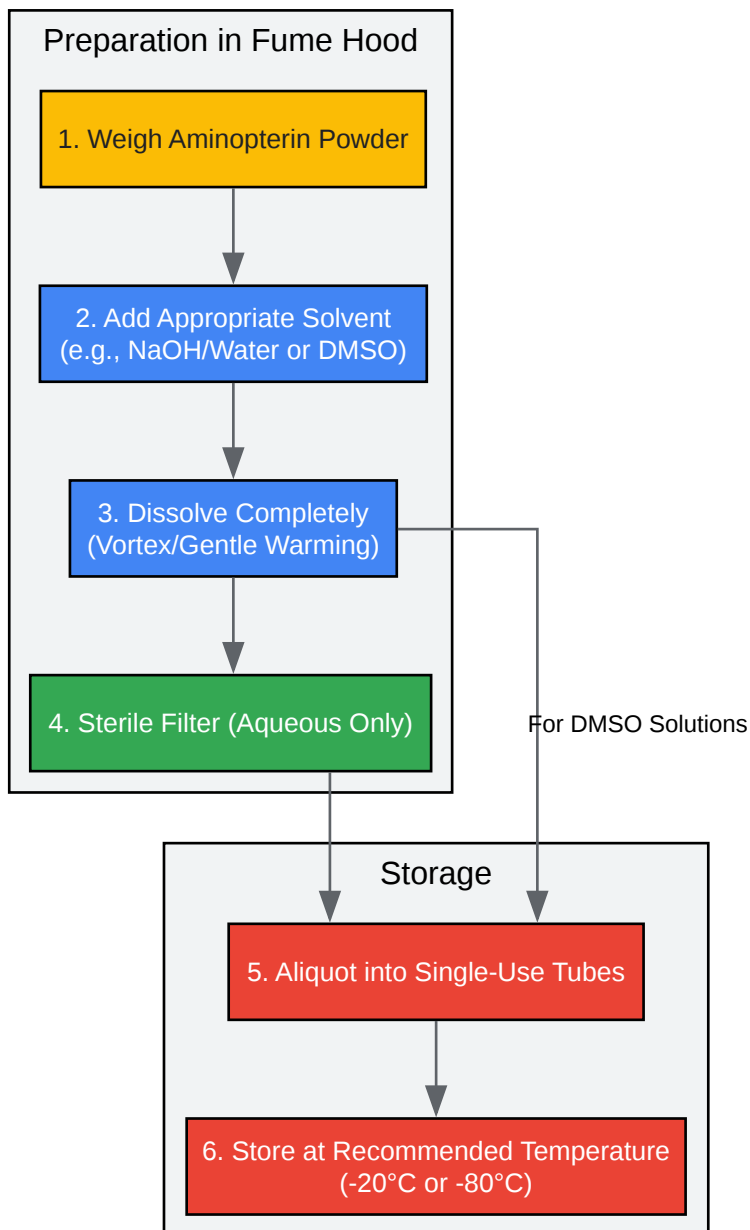 Preparation in Fume Hood
1. Weigh Aminopterin Powder
2. Add Appropriate Solvent
(e.g., NaOH/Water or DMSO)
3. Dissolve Completely
(Vortex/Gentle Warming)
4. Sterile Filter (Aqueous Only)
For DMSO Solutions
Storage
5. Aliquot into Single-Use Tubes
6. Store at Recommended Temperature
(-20°C or -80°C)